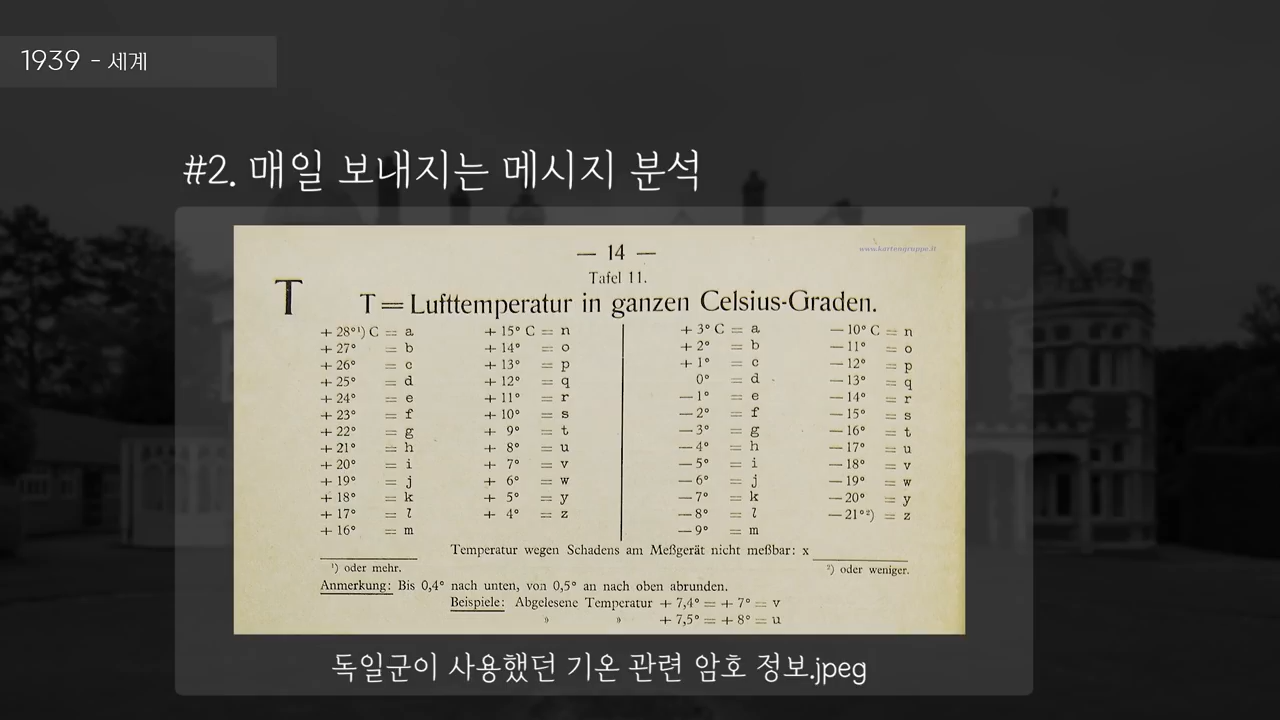 1939 - 세계
#2. 매일 보내지는 메시지 분석
— 14 —
www.kartengruppe.it
Tafel 11.
T T = Lufttemperatur in ganzen Celsius-Graden.
+ 28°¹) C = a + 15° C = n + 3° C = a — 10° C = n
+ 27° = b + 14° = o + 2° = b — 11° = o
+ 26° = c + 13° = p + 1° = c — 12° = p
+ 25° = d + 12° = q 0° = d — 13° = q
+ 24° = e + 11° = r — 1° = e — 14° = r
+ 23° = f + 10° = s — 2° = f — 15° = s
+ 22° = g + 9° = t — 3° = g — 16° = t
+ 21° = h + 8° = u — 4° = h — 17° = u
+ 20° = i + 7° = v — 5° = i — 18° = v
+ 19° = j + 6° = w — 6° = j — 19° = w
+ 18° = k + 5° = y — 7° = k — 20° = y
+ 17° = l + 4° = z — 8° = l — 21°²) = z
+ 16° = m — 9° = m
Temperatur wegen Schadens am Meßgerät nicht meßbar: x
¹) oder mehr. ²) oder weniger.
Anmerkung: Bis 0,4° nach unten, von 0,5° an nach oben abrunden.
Beispiele: Abgelesene Temperatur + 7,4° = + 7° = v
» » + 7,5° = + 8° = u
독일군이 사용했던 기온 관련 암호 정보.jpeg